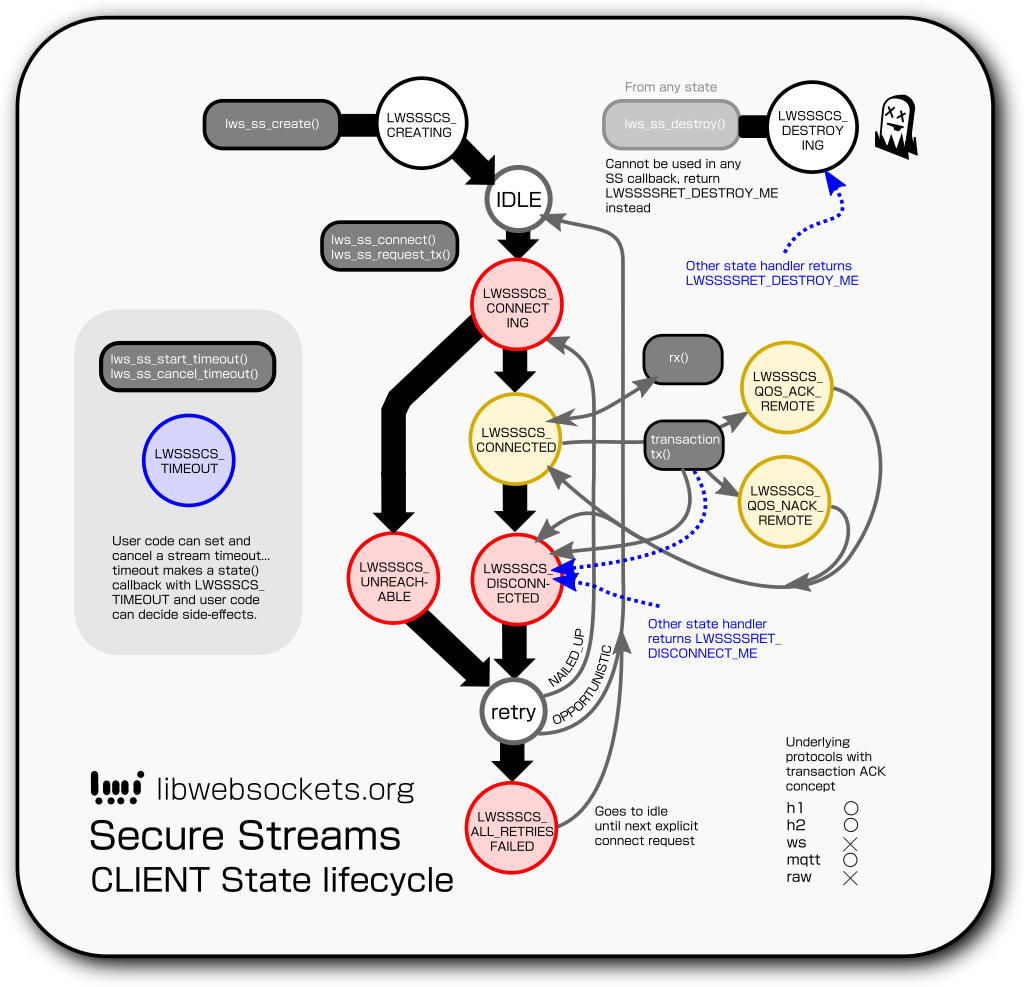 lws_ss_create()
LWSSSCS_
CREATING
From any state
lws_ss_destroy()
LWSSSCS_
DESTROY
ING
Cannot be used in any
SS callback, return
LWSSSSRET_DESTROY_ME
instead
IDLE
lws_ss_connect()
lws_ss_request_tx()
Other state handler returns
LWSSSSRET_DESTROY_ME
LWSSSCS_
CONNECT
ING
lws_ss_start_timeout()
lws_ss_cancel_timeout()
rx()
LWSSSCS_
QOS_ACK_
REMOTE
LWSSSCS_
TIMEOUT
LWSSSCS_
CONNECTED
transaction
tx()
LWSSSCS_
QOS_NACK_
REMOTE
User code can set and
cancel a stream timeout...
timeout makes a state()
callback with LWSSSCS_
TIMEOUT and user code
can decide side-effects.
LWSSSCS_
UNREACH-
ABLE
LWSSSCS_
DISCONN-
ECTED
Other state handler
returns LWSSSSRET_
DISCONNECT_ME
NAILED_UP
OPPORTUNISTIC
retry
LWSSSCS_
ALL_RETRIES
FAILED
Goes to idle
until next explicit
connect request
Underlying
protocols with
transaction ACK
concept
h1 ○
h2 ○
ws ×
mqtt ○
raw ×
libwebsockets.org
Secure Streams
CLIENT State lifecycle